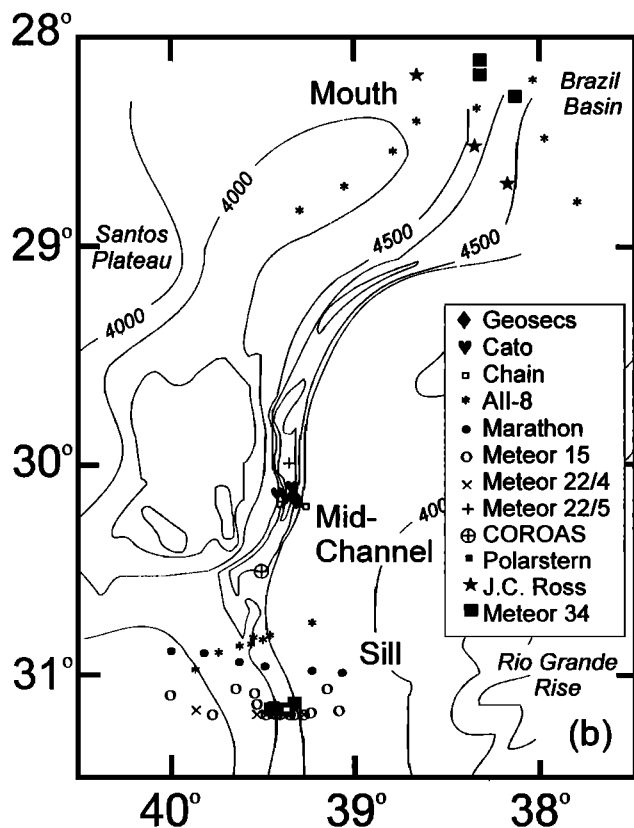 28°
Mouth
Brazil
Basin
4000
29°
Santos
Plateau
4500
4500
4000
Geosecs
Cato
Chain
All-8
Marathon
Meteor 15
Meteor 22/4
Meteor 22/5
COROAS
Polarstern
J.C. Ross
Meteor 34
30°
Mid-
Channel
400
Sill
31°
Rio Grande
Rise
(b)
40°
39°
38°